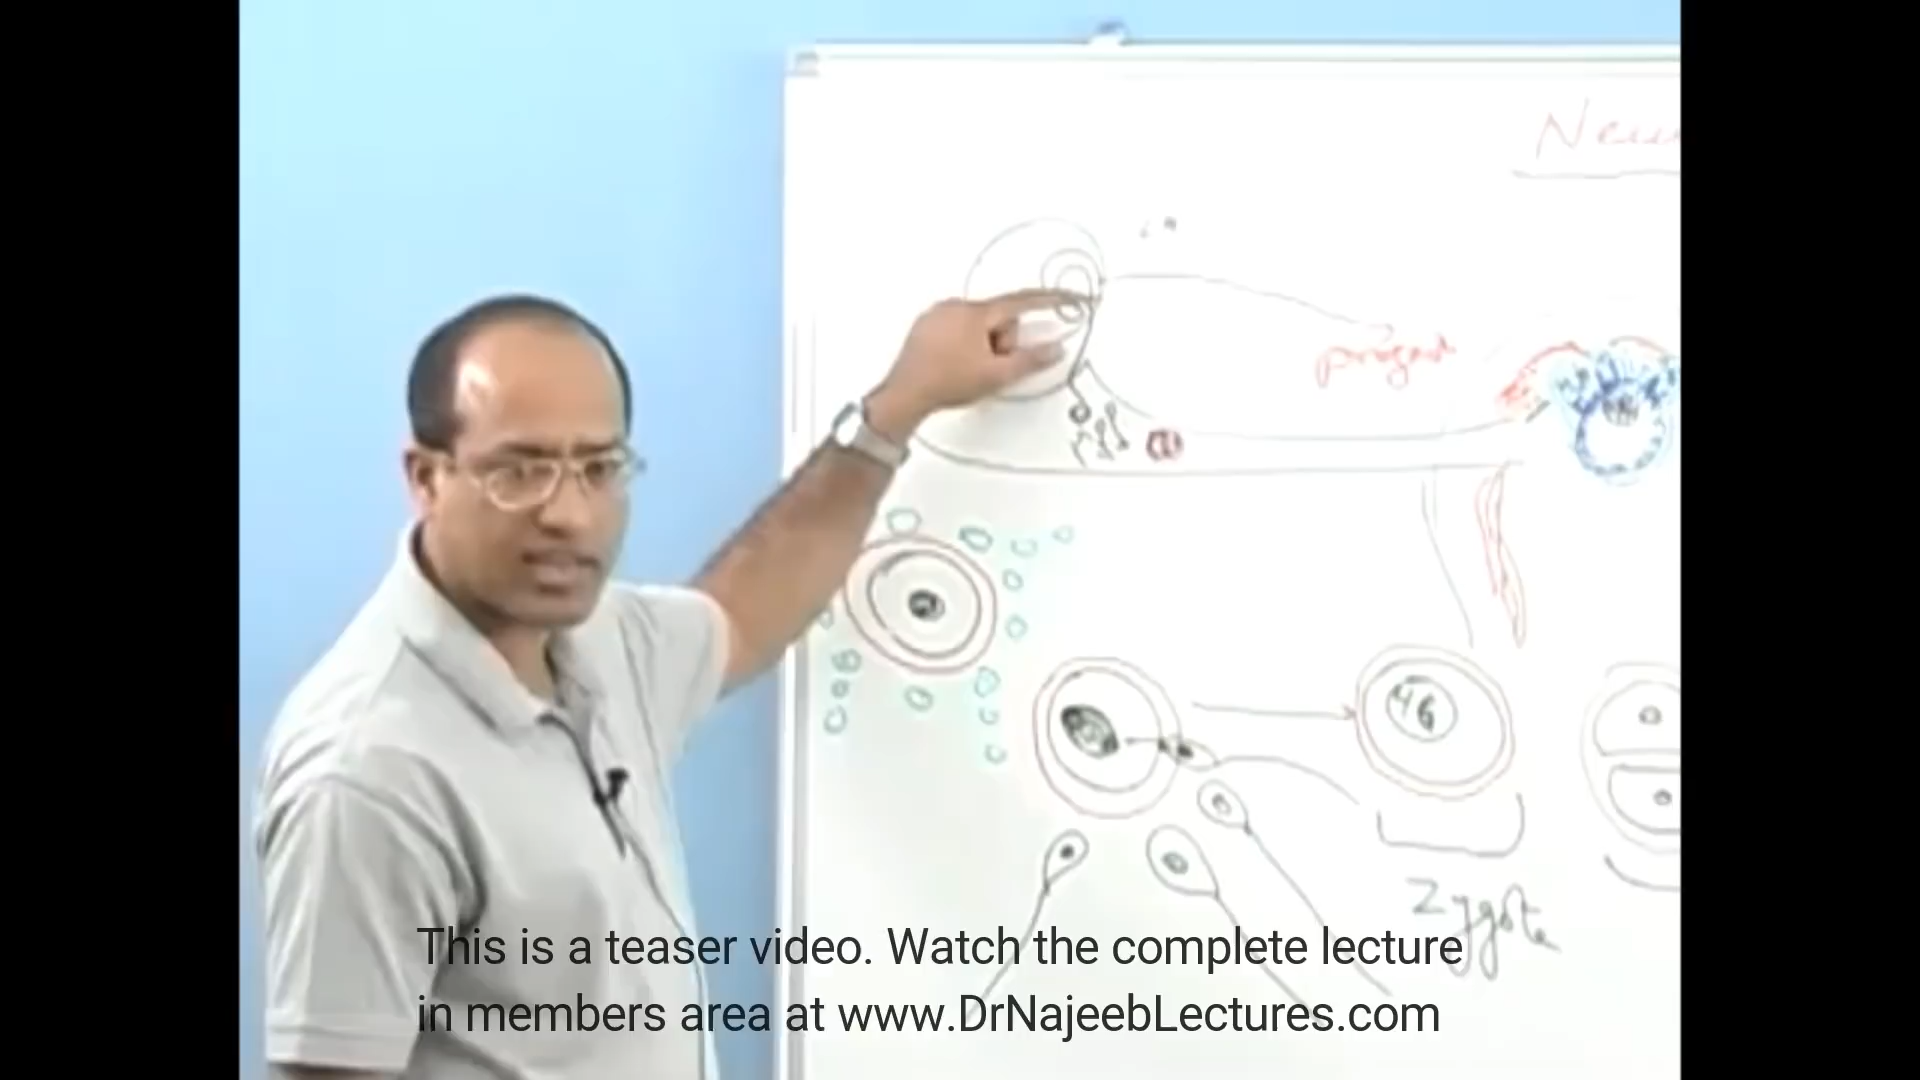 46
Zygote
This is a teaser video. Watch the complete lecture
in members area at www.DrNajeebLectures.com